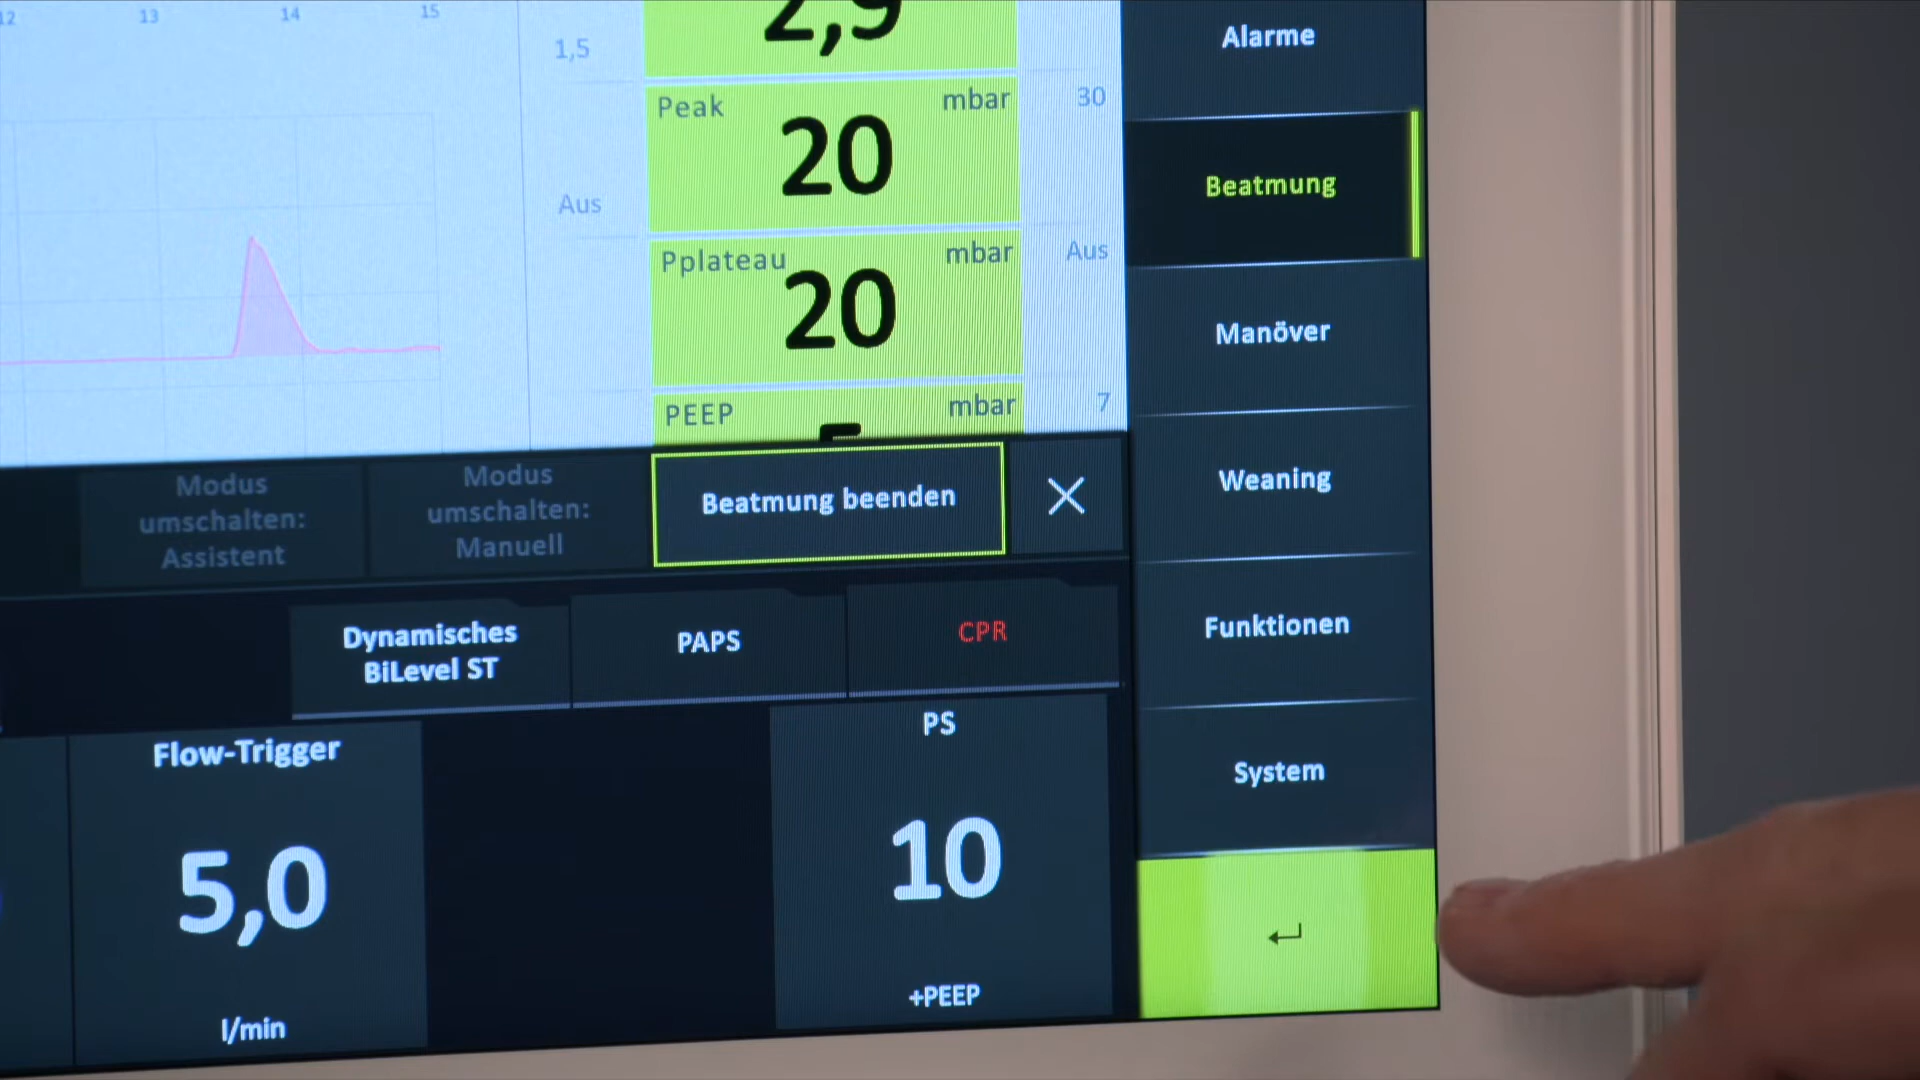 12
13
14
15
1,5
2,9
Peak
mbar
30
20
Aus
Pplateau
mbar
Aus
20
PEEP
mbar
7
Modus
umschalten:
Assistent
Modus
umschalten:
Manuell
Beatmung beenden
Dynamisches
BiLevel ST
PAPS
CPR
Flow-Trigger
5,0
l/min
PS
10
+PEEP
Alarme
Beatmung
Manöver
Weaning
Funktionen
System